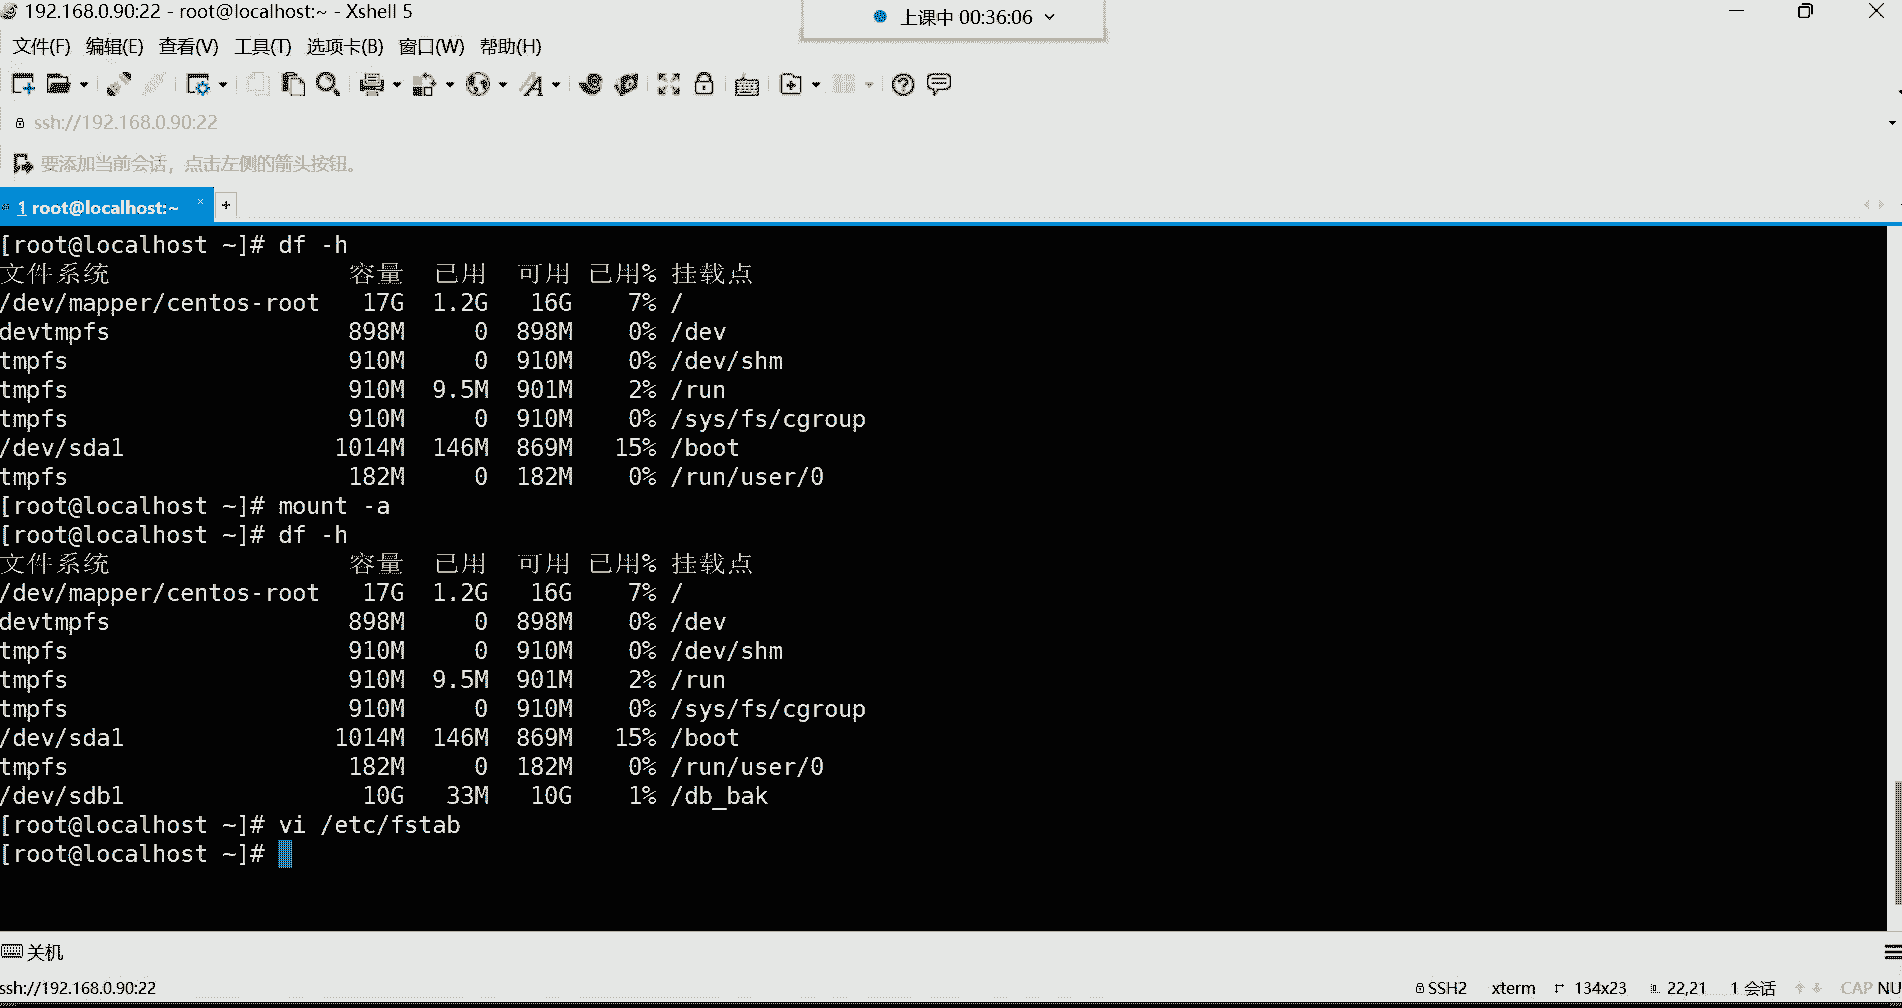 192.168.0.90:22 - root@localhost:~ - Xshell 5
上课中 00:36:06
文件(F) 编辑(E) 查看(V) 工具(T) 选项卡(B) 窗口(W) 帮助(H)
ssh://192.168.0.90:22
要添加当前会话，点击左侧的箭头按钮。
1 root@localhost:~ × +
[root@localhost ~]# df -h
文件系统 容量 已用 可用 已用% 挂载点
/dev/mapper/centos-root 17G 1.2G 16G 7% /
devtmpfs 898M 0 898M 0% /dev
tmpfs 910M 0 910M 0% /dev/shm
tmpfs 910M 9.5M 901M 2% /run
tmpfs 910M 0 910M 0% /sys/fs/cgroup
/dev/sda1 1014M 146M 869M 15% /boot
tmpfs 182M 0 182M 0% /run/user/0
[root@localhost ~]# mount -a
[root@localhost ~]# df -h
文件系统 容量 已用 可用 已用% 挂载点
/dev/mapper/centos-root 17G 1.2G 16G 7% /
devtmpfs 898M 0 898M 0% /dev
tmpfs 910M 0 910M 0% /dev/shm
tmpfs 910M 9.5M 901M 2% /run
tmpfs 910M 0 910M 0% /sys/fs/cgroup
/dev/sda1 1014M 146M 869M 15% /boot
tmpfs 182M 0 182M 0% /run/user/0
/dev/sdb1 10G 33M 10G 1% /db_bak
[root@localhost ~]# vi /etc/fstab
[root@localhost ~]#
关机
ssh://192.168.0.90:22 SSH2 xterm 134x23 22,21 1 会话 CAP NU